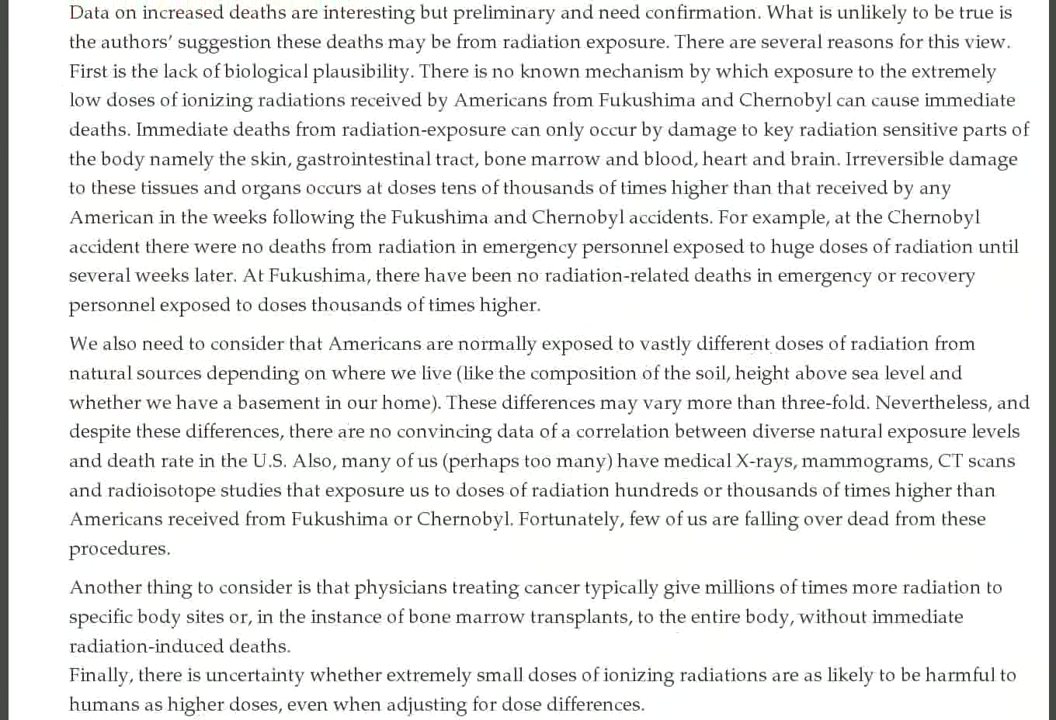 Data on increased deaths are interesting but preliminary and need confirmation. What is unlikely to be true is
the authors' suggestion these deaths may be from radiation exposure. There are several reasons for this view.
First is the lack of biological plausibility. There is no known mechanism by which exposure to the extremely
low doses of ionizing radiations received by Americans from Fukushima and Chernobyl can cause immediate
deaths. Immediate deaths from radiation-exposure can only occur by damage to key radiation sensitive parts of
the body namely the skin, gastrointestinal tract, bone marrow and blood, heart and brain. Irreversible damage
to these tissues and organs occurs at doses tens of thousands of times higher than that received by any
American in the weeks following the Fukushima and Chernobyl accidents. For example, at the Chernobyl
accident there were no deaths from radiation in emergency personnel exposed to huge doses of radiation until
several weeks later. At Fukushima, there have been no radiation-related deaths in emergency or recovery
personnel exposed to doses thousands of times higher.
We also need to consider that Americans are normally exposed to vastly different doses of radiation from
natural sources depending on where we live (like the composition of the soil, height above sea level and
whether we have a basement in our home). These differences may vary more than three-fold. Nevertheless, and
despite these differences, there are no convincing data of a correlation between diverse natural exposure levels
and death rate in the U.S. Also, many of us (perhaps too many) have medical X-rays, mammograms, CT scans
and radioisotope studies that exposure us to doses of radiation hundreds or thousands of times higher than
Americans received from Fukushima or Chernobyl. Fortunately, few of us are falling over dead from these
procedures.
Another thing to consider is that physicians treating cancer typically give millions of times more radiation to
specific body sites or, in the instance of bone marrow transplants, to the entire body, without immediate
radiation-induced deaths.
Finally, there is uncertainty whether extremely small doses of ionizing radiations are as likely to be harmful to
humans as higher doses, even when adjusting for dose differences.